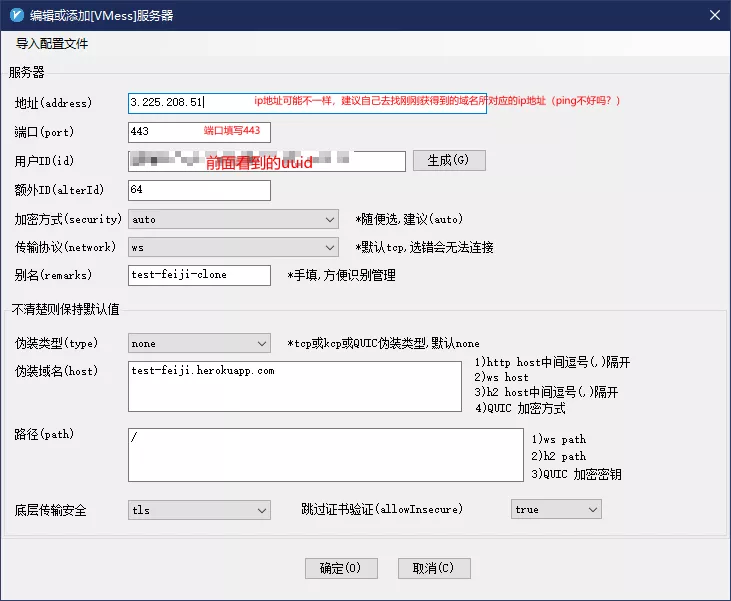 编辑或添加[VMess]服务器
导入配置文件
服务器
地址(address) 3.225.208.51 ip地址可能不一样，建议自己去找刚刚获得到的域名所对应的ip地址（ping不好吗？）
端口(port) 443 端口填写443
用户ID(id) 前面看到的uuid 生成(G)
额外ID(alterId) 64
加密方式(security) auto *随便选,建议(auto)
传输协议(network) ws *默认tcp,选错会无法连接
别名(remarks) test-feiji-clone *手填,方便识别管理
不清楚则保持默认值
伪装类型(type) none *tcp或kcp或QUIC伪装类型,默认none
伪装域名(host) test-feiji.herokuapp.com 1)http host中间逗号(,)隔开
2)ws host
3)h2 host中间逗号(,)隔开
4)QUIC 加密方式
路径(path) / 1)ws path
2)h2 path
3)QUIC 加密密钥
底层传输安全 tls 跳过证书验证(allowInsecure) true
确定(O) 取消(C)